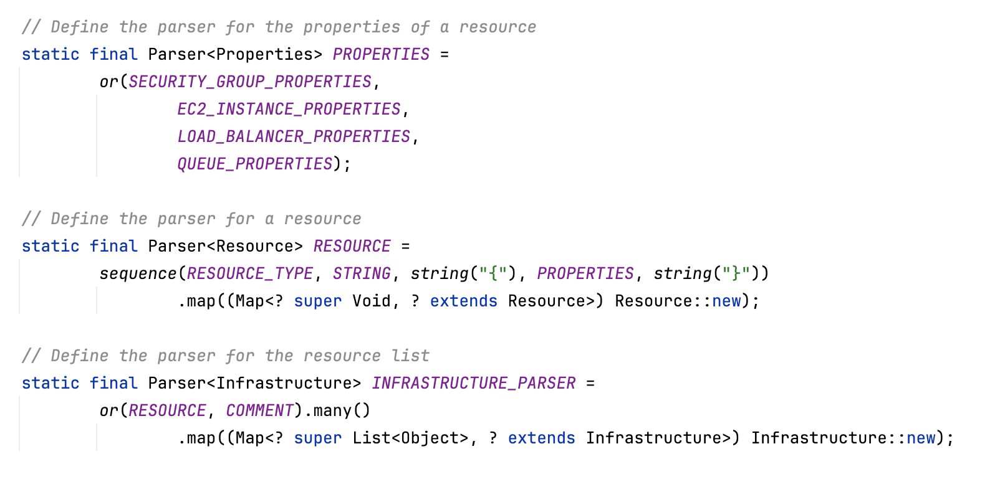 // Define the parser for the properties of a resource
static final Parser<Properties> PROPERTIES =
        or(SECURITY_GROUP_PROPERTIES,
                EC2_INSTANCE_PROPERTIES,
                LOAD_BALANCER_PROPERTIES,
                QUEUE_PROPERTIES);

// Define the parser for a resource
static final Parser<Resource> RESOURCE =
        sequence(RESOURCE_TYPE, STRING, string("{"), PROPERTIES, string("}"))
                .map((Map<? super Void, ? extends Resource>) Resource::new);

// Define the parser for the resource list
static final Parser<Infrastructure> INFRASTRUCTURE_PARSER =
        or(RESOURCE, COMMENT).many()
                .map((Map<? super List<Object>, ? extends Infrastructure>) Infrastructure::new);